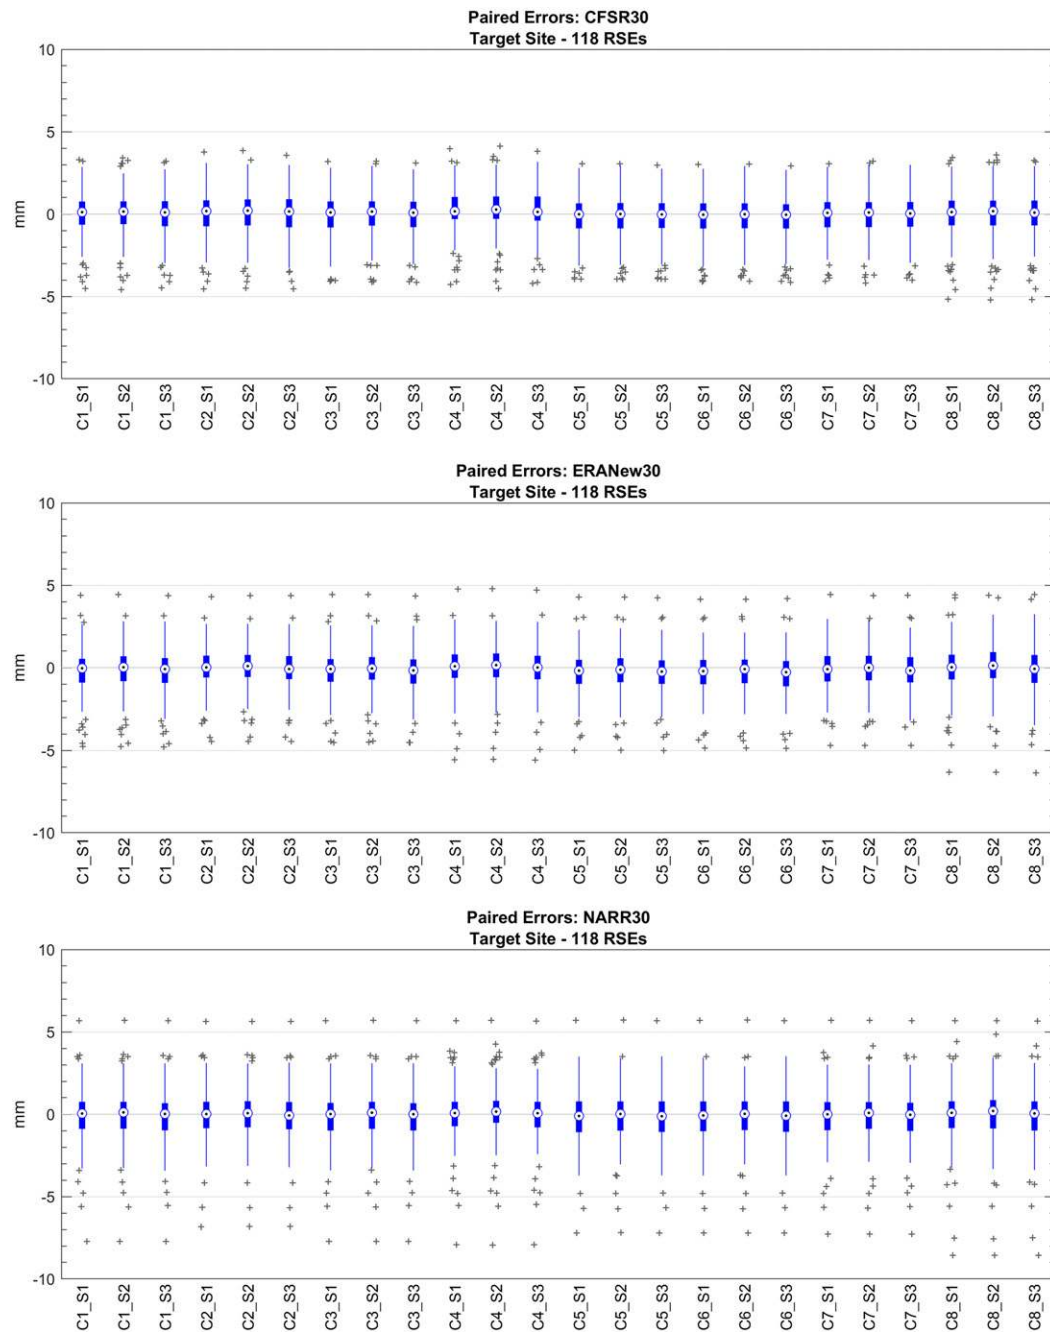 Paired Errors: CFSR30
Target Site - 118 RSEs
10
5
0
-5
-10
mm
C1_S1 C1_S2 C1_S3 C2_S1 C2_S2 C2_S3 C3_S1 C3_S2 C3_S3 C4_S1 C4_S2 C4_S3 C5_S1 C5_S2 C5_S3 C6_S1 C6_S2 C6_S3 C7_S1 C7_S2 C7_S3 C8_S1 C8_S2 C8_S3
Paired Errors: ERANew30
Target Site - 118 RSEs
10
5
0
-5
-10
mm
C1_S1 C1_S2 C1_S3 C2_S1 C2_S2 C2_S3 C3_S1 C3_S2 C3_S3 C4_S1 C4_S2 C4_S3 C5_S1 C5_S2 C5_S3 C6_S1 C6_S2 C6_S3 C7_S1 C7_S2 C7_S3 C8_S1 C8_S2 C8_S3
Paired Errors: NARR30
Target Site - 118 RSEs
10
5
0
-5
-10
mm
C1_S1 C1_S2 C1_S3 C2_S1 C2_S2 C2_S3 C3_S1 C3_S2 C3_S3 C4_S1 C4_S2 C4_S3 C5_S1 C5_S2 C5_S3 C6_S1 C6_S2 C6_S3 C7_S1 C7_S2 C7_S3 C8_S1 C8_S2 C8_S3